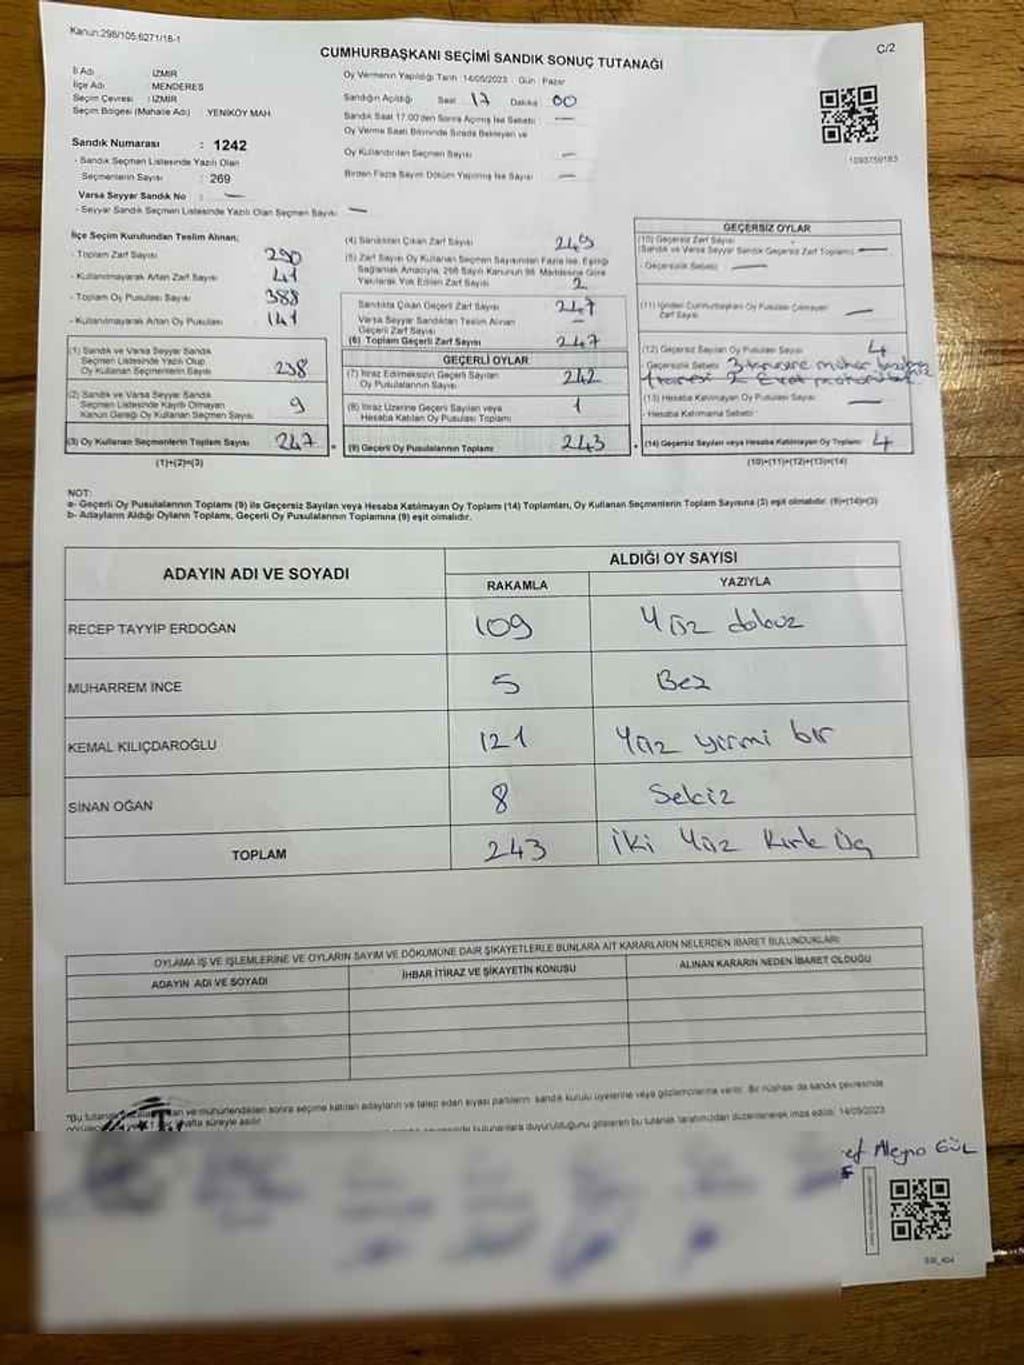 Kanun:298/105.6271/18-1
C/2
CUMHURBAŞKANI SEÇİMİ SANDIK SONUÇ TUTANAĞI
İl Adı : İZMİR
İlçe Adı : MENDERES
Seçim Çevresi : İZMİR
Seçim Bölgesi (Mahalle Adı) YENİKÖY MAH.
Sandık Numarası : 1242
- Sandık Seçmen Listesinde Yazılı Olan
Seçmenlerin Sayısı : 269
Varsa Seyyar Sandık No : —
- Seyyar Sandık Seçmen Listesinde Yazılı Olan Seçmen Sayısı —
Oy Vermenin Yapıldığı Tarih :14/05/2023 Gün : Pazar
Sandığın Açıldığı Saat 17 Dakika 00
Sandık Saat 17.00'den Sonra Açılmış İse Sebebi : —
Oy Verme Saati Bitiminde Sırada Bekleyen ve
Oy Kullandırılan Seçmen Sayısı —
Birden Fazla Sayım Döküm Yapılmış İse Sayısı —
1093759183
İlçe Seçim Kurulundan Teslim Alınan;
- Toplam Zarf Sayısı 290
- Kullanılmayarak Artan Zarf Sayısı 41
- Toplam Oy Pusulası Sayısı 388
- Kullanılmayarak Artan Oy Pusulası 141
(1) Sandık ve Varsa Seyyar Sandık
Seçmen Listesinde Yazılı Olup
Oy Kullanan Seçmenlerin Sayısı 238
(2) Sandık ve Varsa Seyyar Sandık
Seçmen Listesinde Kayıtlı Olmayan
Kanun Gereği Oy Kullanan Seçmen Sayısı 9
(3) Oy Kullanan Seçmenlerin Toplam Sayısı 247
(1)+(2)=(3)
(4) Sandıktan Çıkan Zarf Sayısı 249
(5) Zarf Sayısı Oy Kullanan Seçmen Sayısından Fazla İse, Eşitliği
Sağlamak Amacıyla, 298 Sayılı Kanunun 98. Maddesine Göre
Yakılarak Yok Edilen Zarf Sayısı 2
Sandıkta Çıkan Geçerli Zarf Sayısı 247
Varsa Seyyar Sandıktan Teslim Alınan
Geçerli Zarf Sayısı —
(6) Toplam Geçerli Zarf Sayısı 247
GEÇERLİ OYLAR
(7) İtiraz Edilmeksizin Geçerli Sayılan
Oy Pusulalarının Sayısı 242
(8) İtiraz Üzerine Geçerli Sayılan veya
Hesaba Katılan Oy Pusulası Toplamı 1
(9) Geçerli Oy Pusulalarının Toplamı 243
GEÇERSİZ OYLAR
(10) Geçersiz Zarf Sayısı
(Sandık ve Varsa Seyyar Sandık Geçersiz Zarf Toplamı) —
- Geçersizlik Sebebi —
(11) İçinden Cumhurbaşkanı Oy Pusulası Çıkmayan
Zarf Sayısı —
(12) Geçersiz Sayılan Oy Pusulası Sayısı 4
Geçersizlik Sebebi 3 tanesine mühür
2 Evet
(13) Hesaba Katılmayan Oy Pusulası Sayısı —
- Hesaba Katılmama Sebebi
(14) Geçersiz Sayılan veya Hesaba Katılmayan Oy Toplamı 4
(10)+(11)+(12)+(13)=(14)
NOT:
a- Geçerli Oy Pusulalarının Toplamı (9) ile Geçersiz Sayılan veya Hesaba Katılmayan Oy Toplamı (14) Toplamları, Oy Kullanan Seçmenlerin Toplam Sayısına (3) eşit olmalıdır. (9)+(14)=(3)
b- Adayların Aldığı Oyların Toplamı, Geçerli Oy Pusulalarının Toplamına (9) eşit olmalıdır.
ADAYIN ADI VE SOYADI
ALDIĞI OY SAYISI
RAKAMLA YAZIYLA
RECEP TAYYİP ERDOĞAN 109 Yüz dokuz
MUHARREM İNCE 5 Beş
KEMAL KILIÇDAROĞLU 121 Yüz yirmi bir
SİNAN OĞAN 8 Sekiz
TOPLAM 243 İki Yüz Kırk Üç
OYLAMA İŞ VE İŞLEMLERİNE VE OYLARIN SAYIM VE DÖKÜMÜNE DAİR ŞİKAYETLERLE BUNLARA AİT KARARLARIN NELERDEN İBARET BULUNDUKLARI
ADAYIN ADI VE SOYADI İHBAR İTİRAZ VE ŞİKAYETİN KONUSU ALINAN KARARIN NEDEN İBARET OLDUĞU
"Bu tutanak mühürlendikten sonra seçime katılan adayların ve talep eden siyasi partilerin sandık kurulu üyelerine veya gözlemcilerine verilir. Bir nüshası da sandık çevresinde
hafta süreyle asılır.
bulunanlara duyurulduğunu gösteren bu tutanak tarafımızdan düzenlenerek imza edildi. 14/05/2023
GÜL